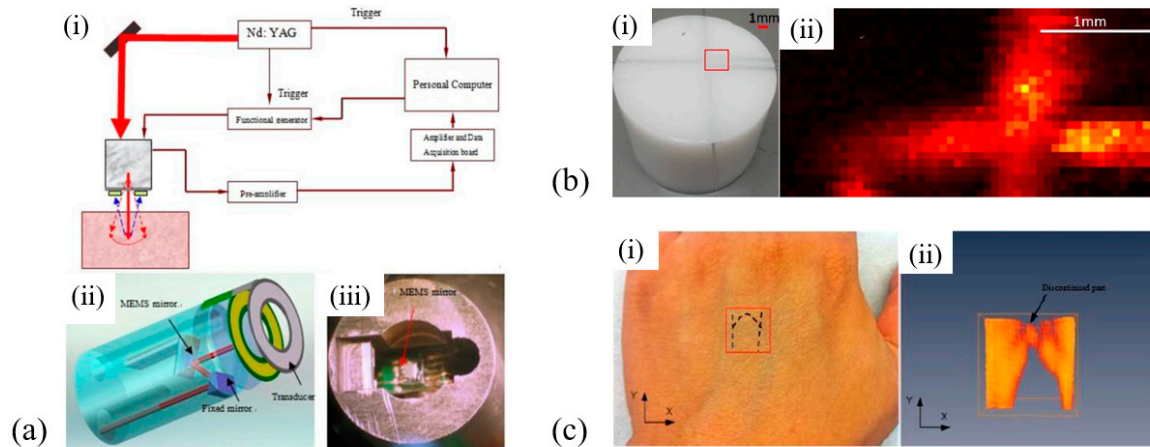 (i)
Trigger
Nd: YAG
Personal Computer
Trigger
Functional generator
Amplifier and Data
Acquisition board
Pre-amilifier
(ii)
MEMS mirror.
Fixed mirror.
Transducer
(iii)
MEMS mirror
(a)
(i)
1mm
(ii)
1mm
(b)
(i)
Y
X
(ii)
Discontinued part
Y
X
(c)